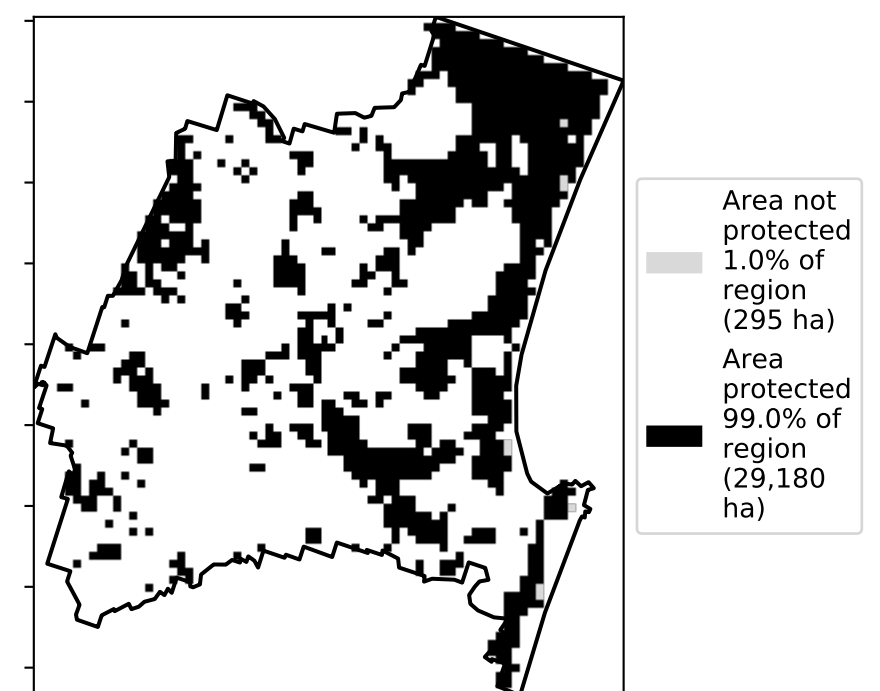 Area not
protected
1.0% of
region
(295 ha)
Area
protected
99.0% of
region
(29,180
ha)